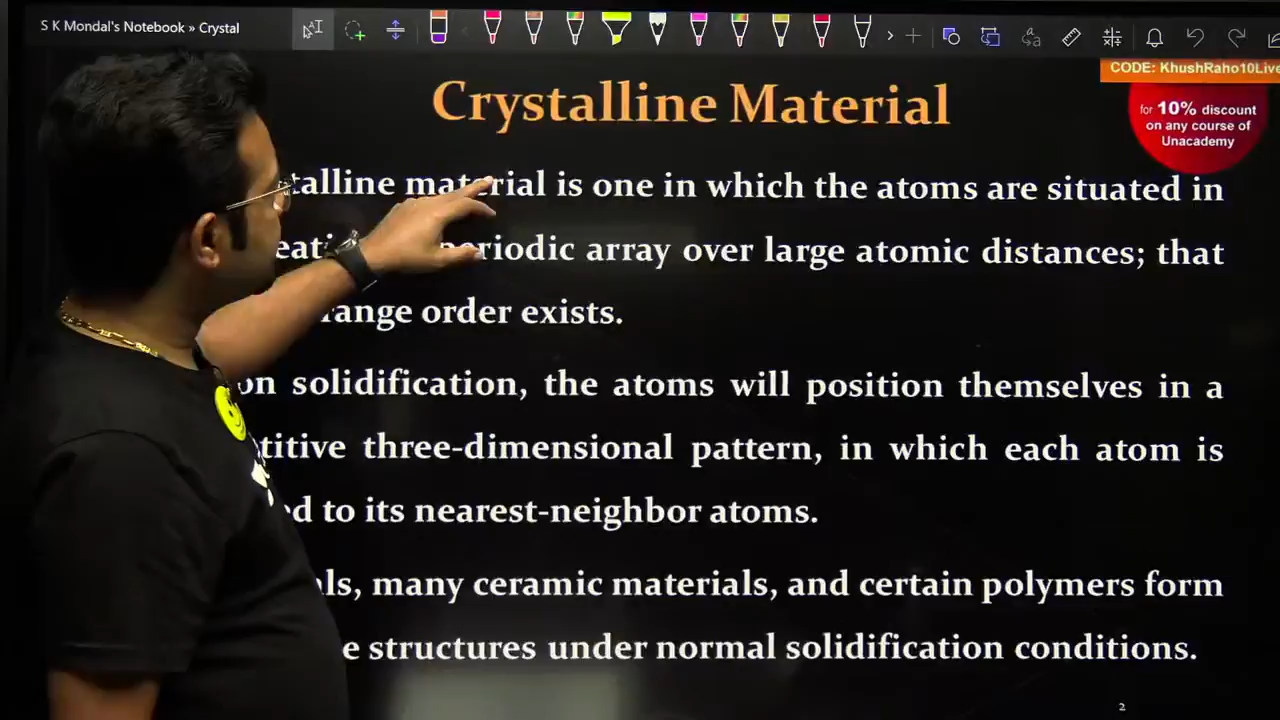 S K Mondal's Notebook » Crystal
CODE: KhushRaho10Live
for 10% discount
on any course of
Unacademy
Crystalline Material
talline material is one in which the atoms are situated in
periodic array over large atomic distances; that
range order exists.
on solidification, the atoms will position themselves in a
titive three-dimensional pattern, in which each atom is
ed to its nearest-neighbor atoms.
ls, many ceramic materials, and certain polymers form
e structures under normal solidification conditions.
2